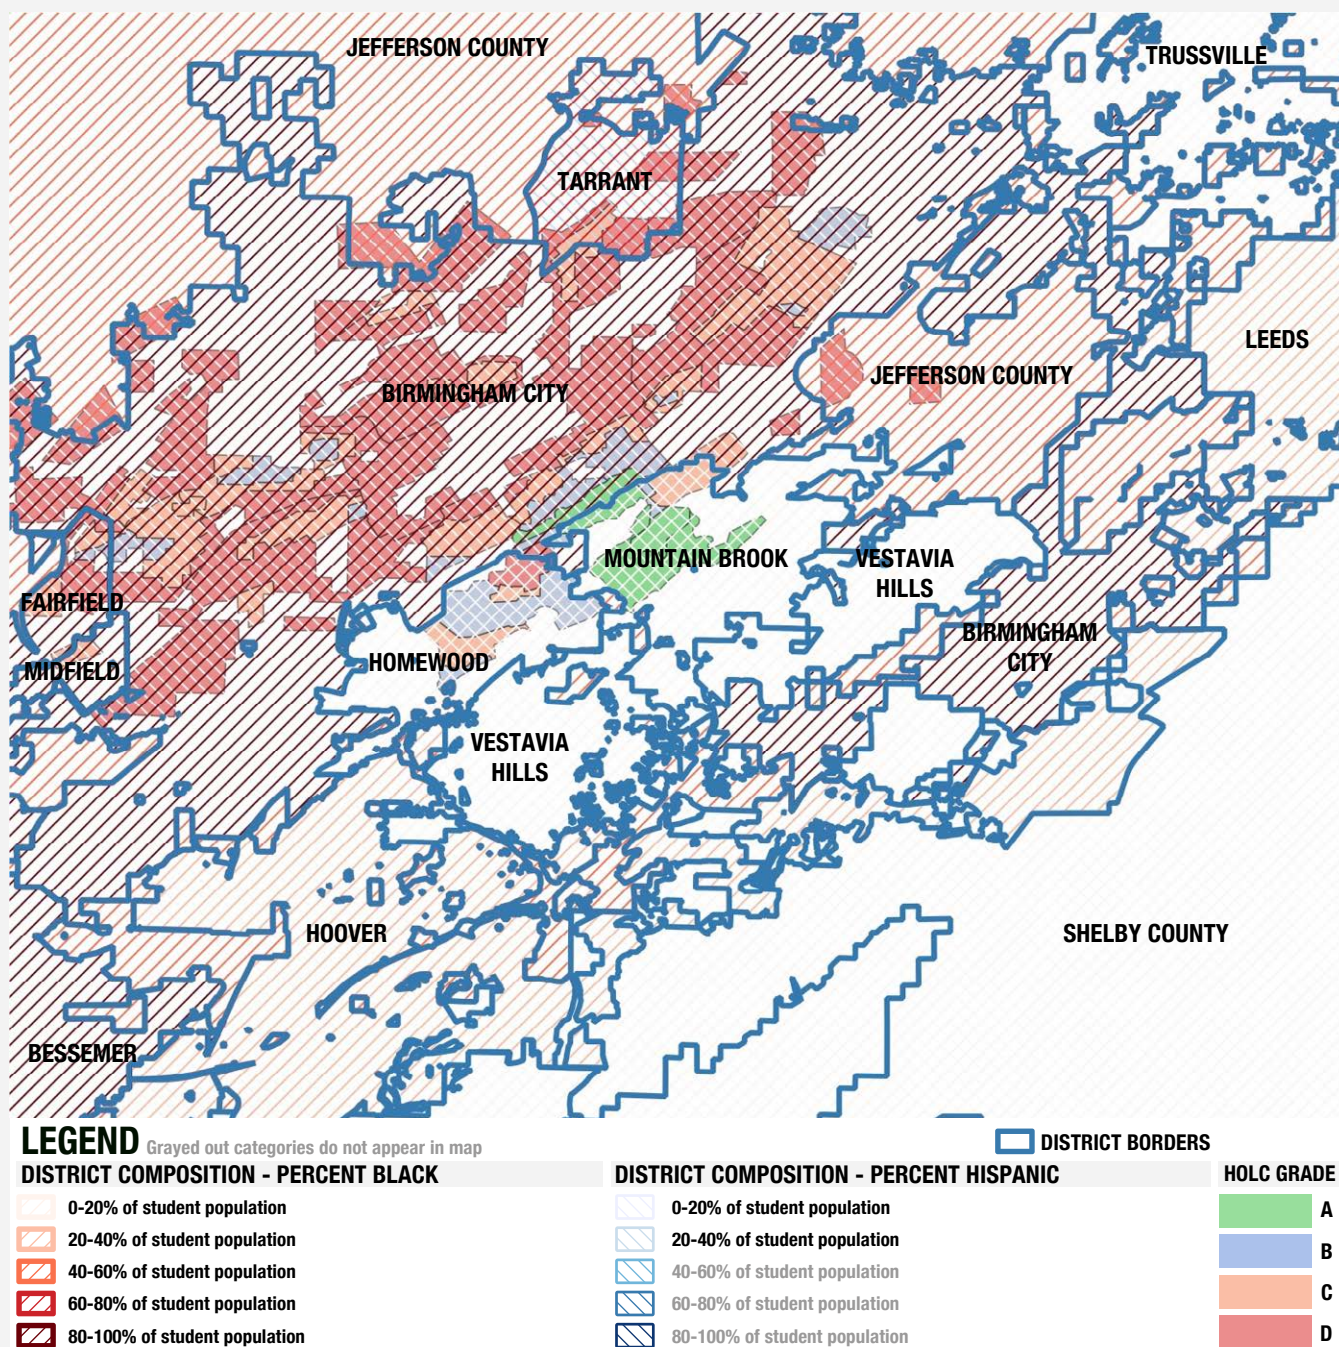 JEFFERSON COUNTY
TRUSSVILLE
TARRANT
LEEDS
JEFFERSON COUNTY
BIRMINGHAM CITY
MOUNTAIN BROOK
VESTAVIA
HILLS
FAIRFIELD
BIRMINGHAM
CITY
MIDFIELD
HOMEWOOD
VESTAVIA
HILLS
HOOVER
SHELBY COUNTY
BESSEMER
LEGEND Grayed out categories do not appear in map
DISTRICT BORDERS
DISTRICT COMPOSITION - PERCENT BLACK
0-20% of student population
20-40% of student population
40-60% of student population
60-80% of student population
80-100% of student population
DISTRICT COMPOSITION - PERCENT HISPANIC
0-20% of student population
20-40% of student population
40-60% of student population
60-80% of student population
80-100% of student population
HOLC GRADE
A
B
C
D